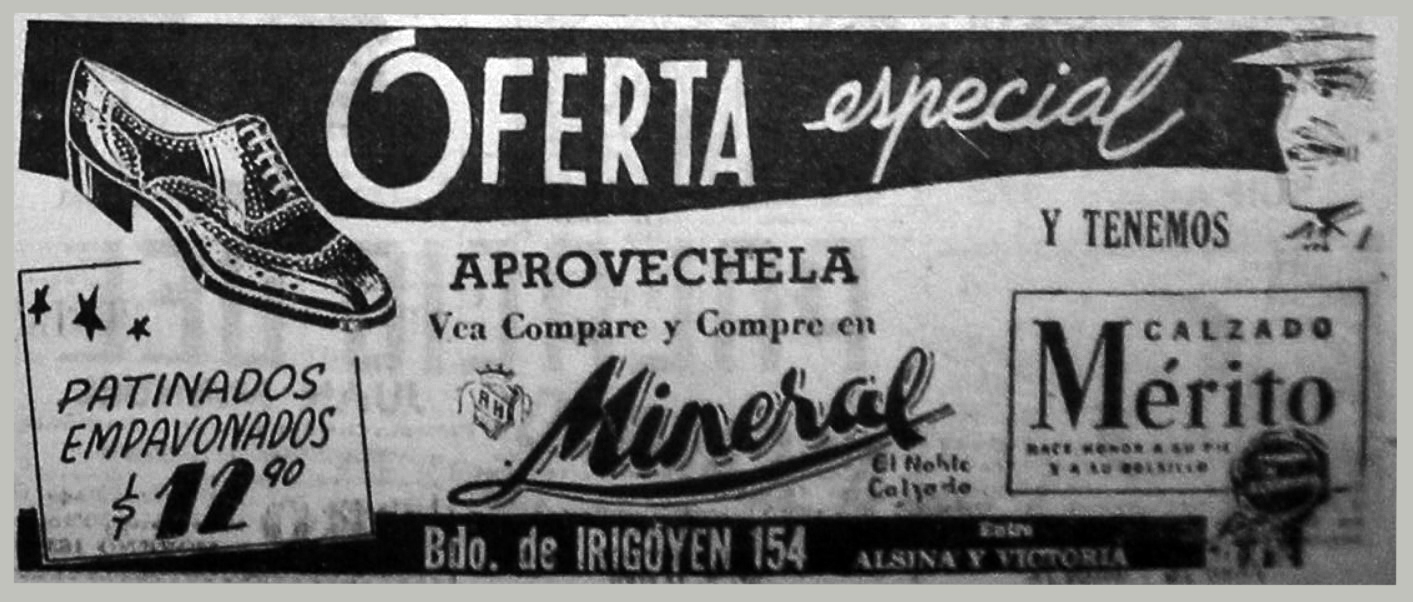 OFERTA especial
Y TENEMOS
APROVECHELA
Vea Compare y Compre en
Mineral
El Noble
Calzado
PATINADOS
EMPAVONADOS
$ 12 90
CALZADO
Mérito
HACE HONOR A SU PIE
Y A SU BOLSILLO
Bdo. de IRIGOYEN 154
Entre
ALSINA Y VICTORIA